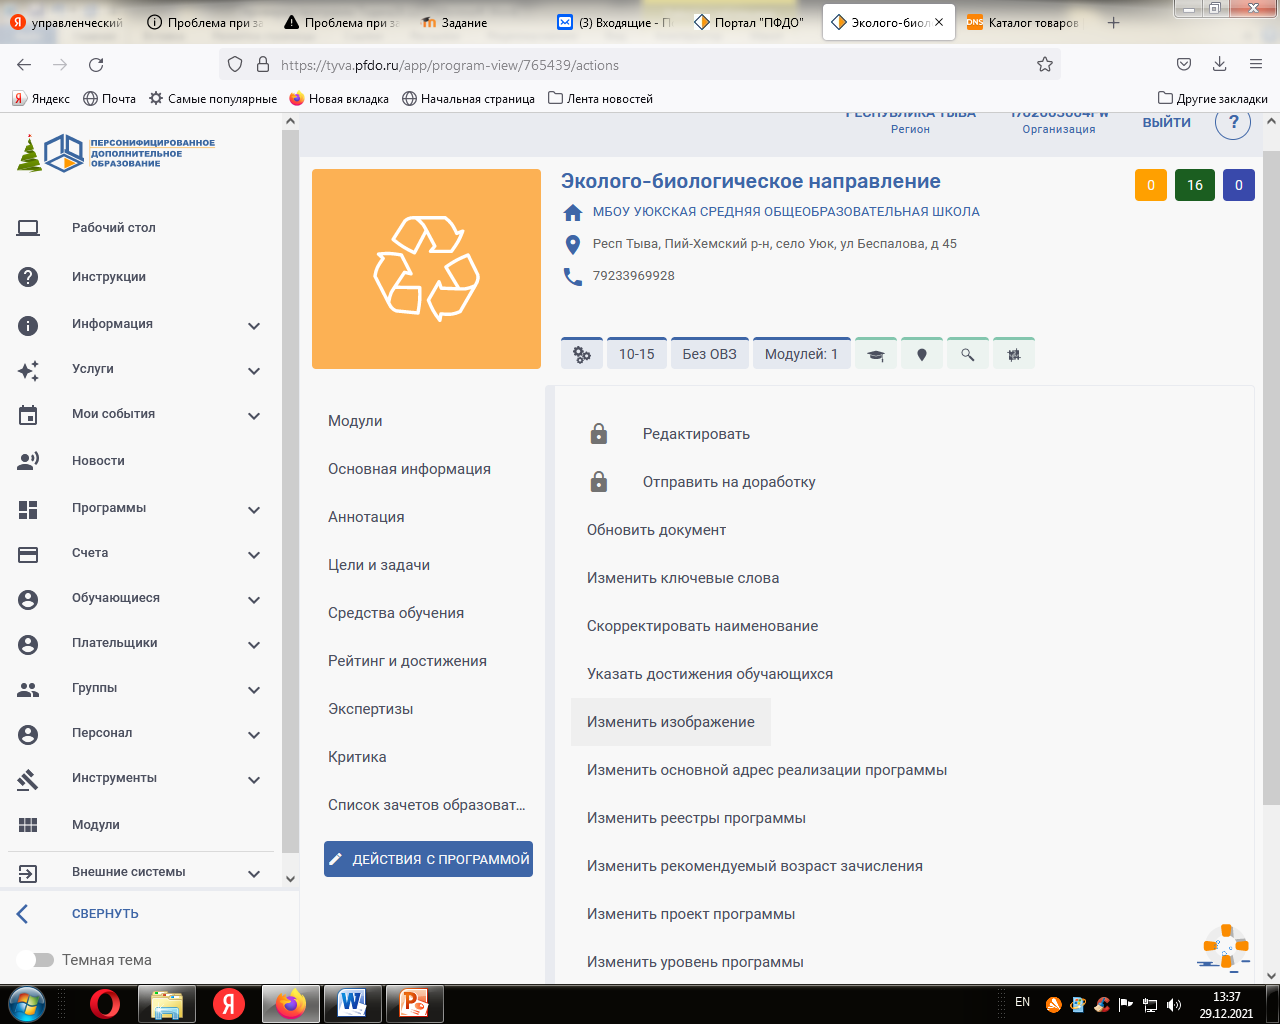 управленческий
Проблема при за
Проблема при за
Задание
(3) Входящие - По
Портал "ПФДО"
Эколого-биол
Каталог товаров
https://tyva.pfdo.ru/app/program-view/765439/actions
Яндекс
Почта
Самые популярные
Новая вкладка
Начальная страница
Лента новостей
Другие закладки
ПЕРСОНИФИЦИРОВАННОЕ
ДОПОЛНИТЕЛЬНОЕ
ОБРАЗОВАНИЕ
РЕСПУБЛИКА ТЫВА
Регион
Организация
ВЫЙТИ
?
Рабочий стол
Инструкции
Информация
Услуги
Мои события
Новости
Программы
Счета
Обучающиеся
Плательщики
Группы
Персонал
Инструменты
Модули
Внешние системы
СВЕРНУТЬ
Темная тема
Эколого-биологическое направление
0
16
0
МБОУ УЮКСКАЯ СРЕДНЯЯ ОБЩЕОБРАЗОВАТЕЛЬНАЯ ШКОЛА
Респ Тыва, Пий-Хемский р-н, село Уюк, ул Беспалова, д 45
79233969928
10-15
Без ОВЗ
Модулей: 1
Модули
Основная информация
Аннотация
Цели и задачи
Средства обучения
Рейтинг и достижения
Экспертизы
Критика
Список зачетов образоват...
ДЕЙСТВИЯ С ПРОГРАММОЙ
Редактировать
Отправить на доработку
Обновить документ
Изменить ключевые слова
Скорректировать наименование
Указать достижения обучающихся
Изменить изображение
Изменить основной адрес реализации программы
Изменить реестры программы
Изменить рекомендуемый возраст зачисления
Изменить проект программы
Изменить уровень программы
EN
13:37
29.12.2021